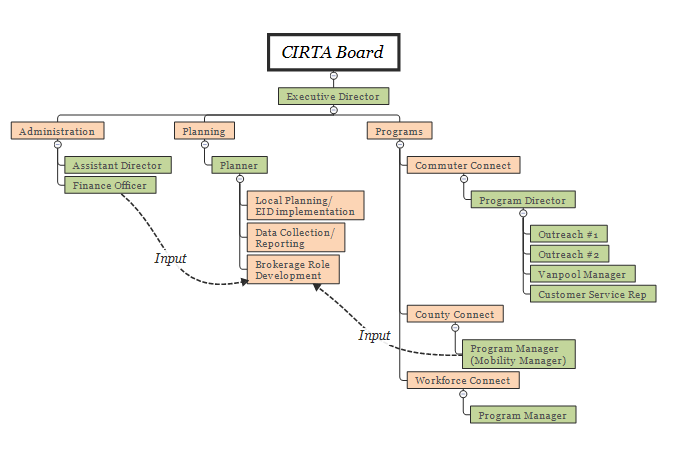 CIRTA Board
Executive Director
Administration
Planning
Programs
Assistant Director
Finance Officer
Planner
Commuter Connect
Local Planning/
EID implementation
Program Director
Data Collection/
Reporting
Outreach #1
Outreach #2
Input
Brokerage Role
Development
Vanpool Manager
Customer Service Rep
County Connect
Input
Program Manager
(Mobility Manager)
Workforce Connect
Program Manager